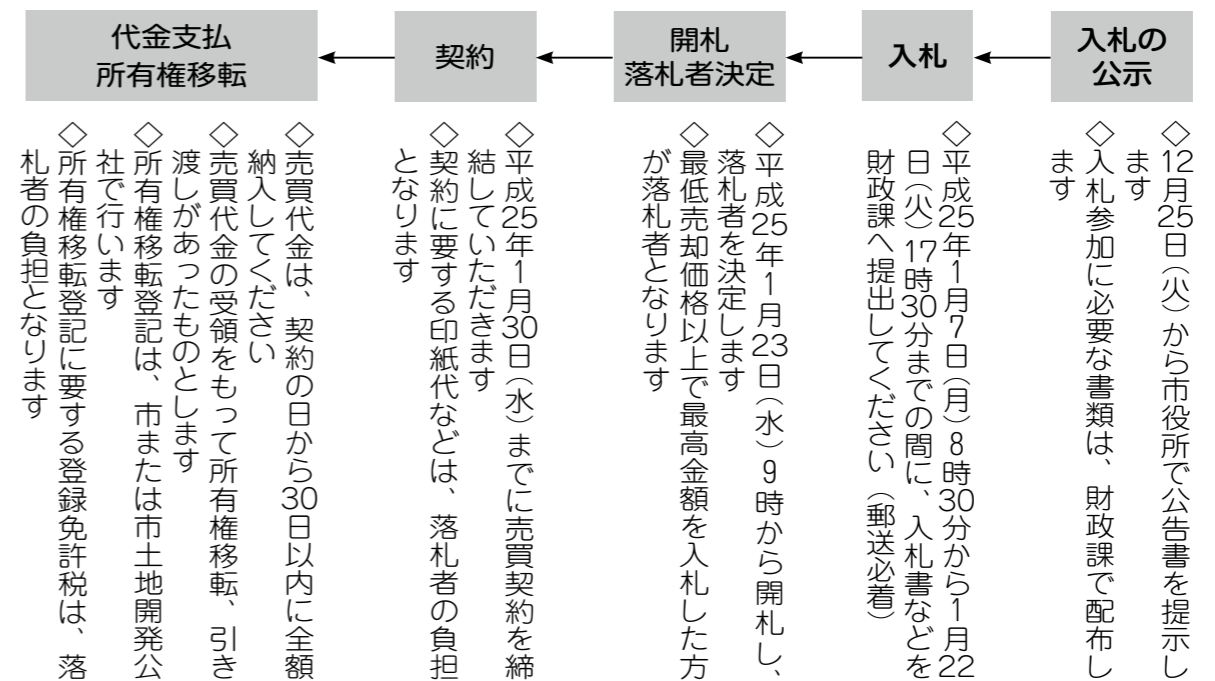 入札の
公示
◇12月25日（火）から市役所で公告書を提示し
ます
◇入札参加に必要な書類は、財政課で配布し
ます
入札
◇平成25年1月7日（月）8時30分から1月22
日（火）17時30分までの間に、入札書などを
財政課へ提出してください（郵送必着）
開札
落札者決定
◇平成25年1月23日（水）9時から開札し、
落札者を決定します
◇最低売却価格以上で最高金額を入札した方
が落札者となります
契約
◇平成25年1月30日（水）までに売買契約を締
結していただきます
◇契約に要する印紙代などは、落札者の負担
となります
代金支払
所有権移転
◇売買代金は、契約の日から30日以内に全額
納入してください
◇売買代金の受領をもって所有権移転、引き
渡しがあったものとします
◇所有権移転登記は、市または市土地開発公
社で行います
◇所有権移転登記に要する登録免許税は、落
札者の負担となります